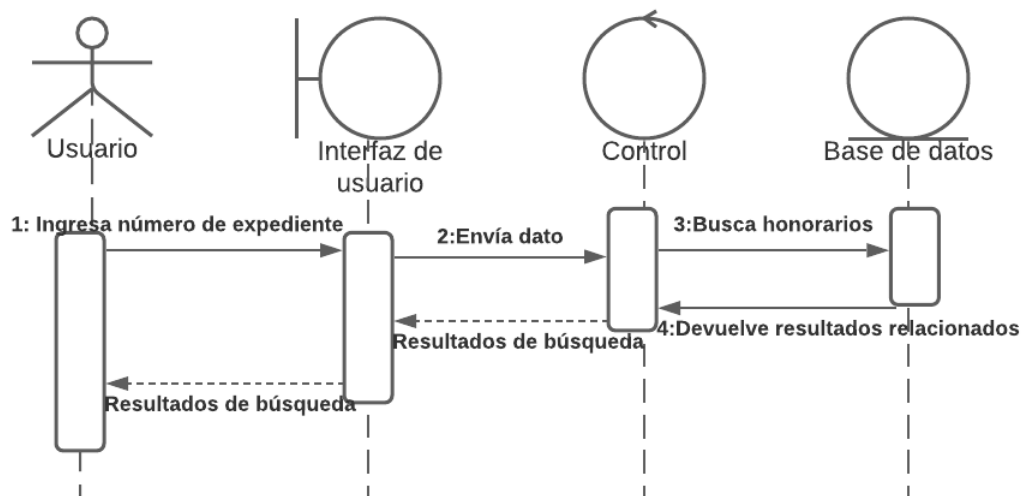 Usuario
Interfaz de
usuario
Control
Base de datos
1: Ingresa número de expediente
2:Envía dato
3:Busca honorarios
4:Devuelve resultados relacionados
Resultados de búsqueda
Resultados de búsqueda